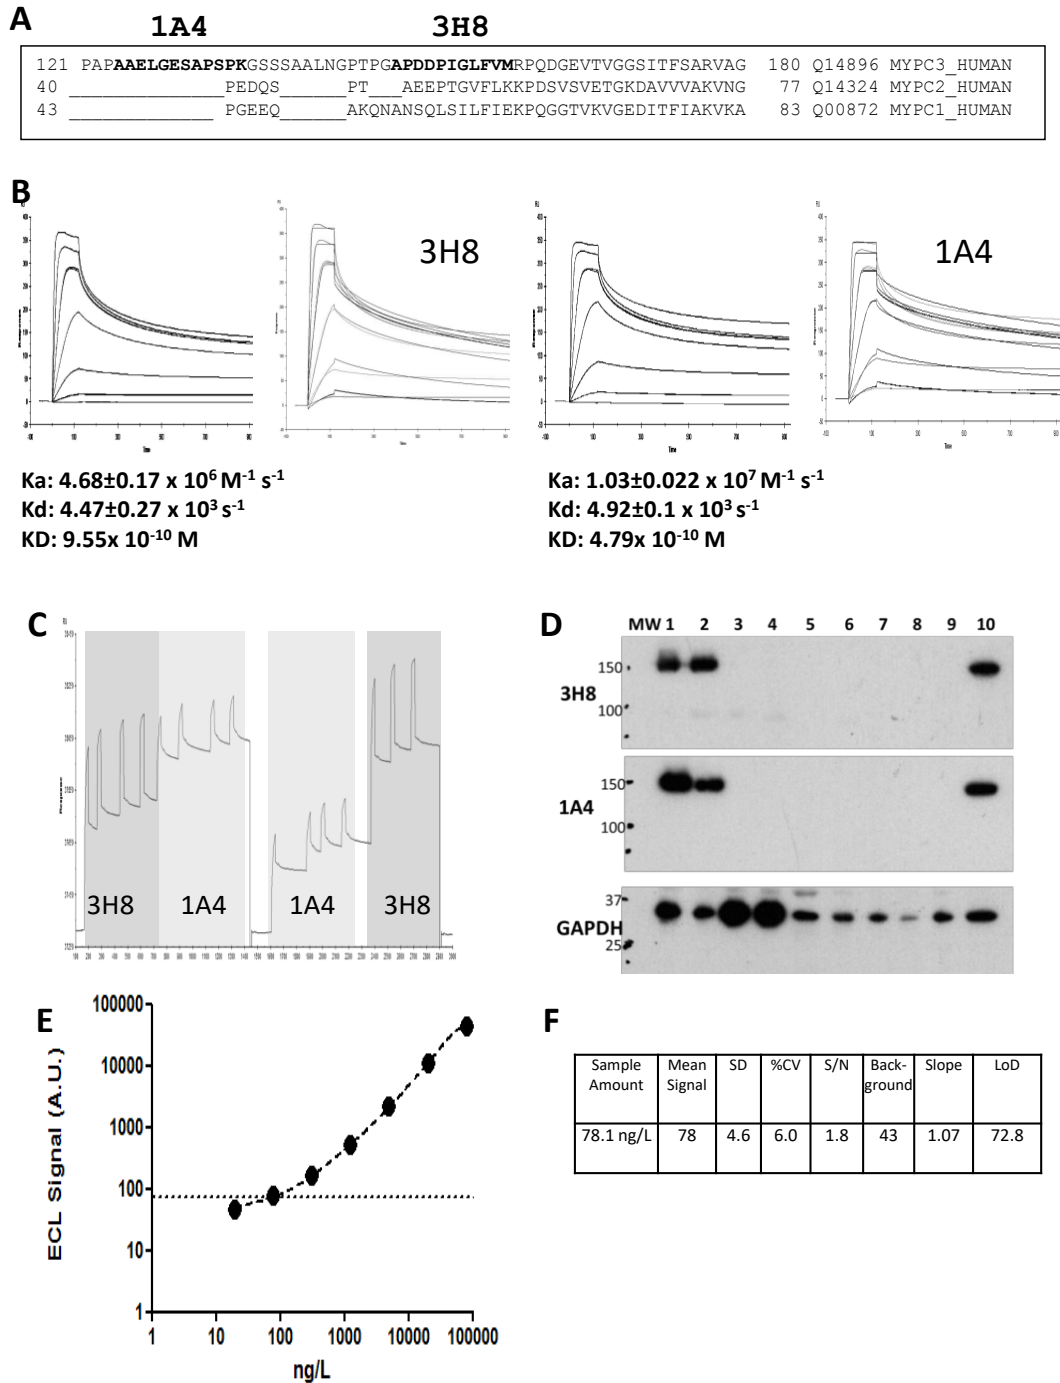 A
1A4 3H8
121 PAPAAELGESAPSPKGSSSAALNGPTPGAPDDPIGLFVMRPQDGEVTVGGSITFSARVAG 180 Q14896 MYPC3_HUMAN
40 ______________PEDQS______PT___AEEPTGVFLKKPDSVSVETGKDAVVVAKVNG 77 Q14324 MYPC2_HUMAN
43 _____________ PGEEQ______AKQNANSQLSILFIEKPQGGTVKVGEDITFIAKVKA 83 Q00872 MYPC1_HUMAN
B
3H8
1A4
Time
Time
Ka: 4.68±0.17 x 10⁶ M⁻¹ s⁻¹
Kd: 4.47±0.27 x 10³ s⁻¹
KD: 9.55x 10⁻¹⁰ M
Ka: 1.03±0.022 x 10⁷ M⁻¹ s⁻¹
Kd: 4.92±0.1 x 10³ s⁻¹
KD: 4.79x 10⁻¹⁰ M
C
3H8 1A4 1A4 3H8
D
MW 1 2 3 4 5 6 7 8 9 10
150
3H8
100
150
1A4
100
37
GAPDH
25
E
ECL Signal (A.U.)
100000
10000
1000
100
10
1
1 10 100 1000 10000 100000
ng/L
F
Sample Amount Mean Signal SD %CV S/N Back-ground Slope LoD
78.1 ng/L 78 4.6 6.0 1.8 43 1.07 72.8